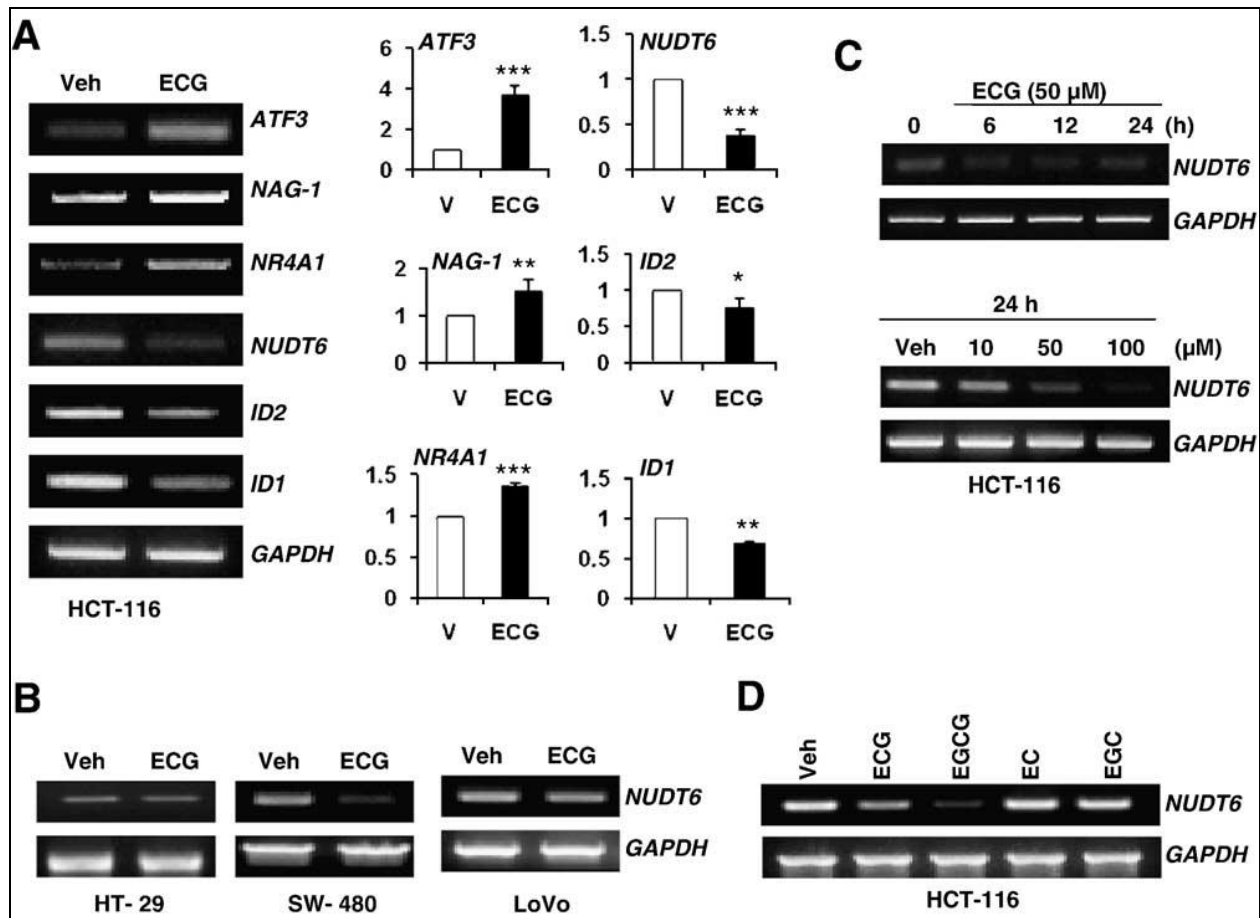 A
Veh ECG
ATF3
NAG-1
NR4A1
NUDT6
ID2
ID1
GAPDH
HCT-116
ATF3
***
6
4
2
0
V ECG
NUDT6
***
1.5
1
0.5
0
V ECG
NAG-1
**
2
1
0
V ECG
ID2
*
1.5
1
0.5
0
V ECG
NR4A1
***
1.5
1
0.5
0
V ECG
ID1
**
1.5
1
0.5
0
V ECG
C
ECG (50 µM)
0 6 12 24 (h)
NUDT6
GAPDH
24 h
Veh 10 50 100 (µM)
NUDT6
GAPDH
HCT-116
B
Veh ECG Veh ECG Veh ECG
NUDT6
GAPDH
HT- 29 SW- 480 LoVo
D
Veh ECG EGCG EC EGC
NUDT6
GAPDH
HCT-116